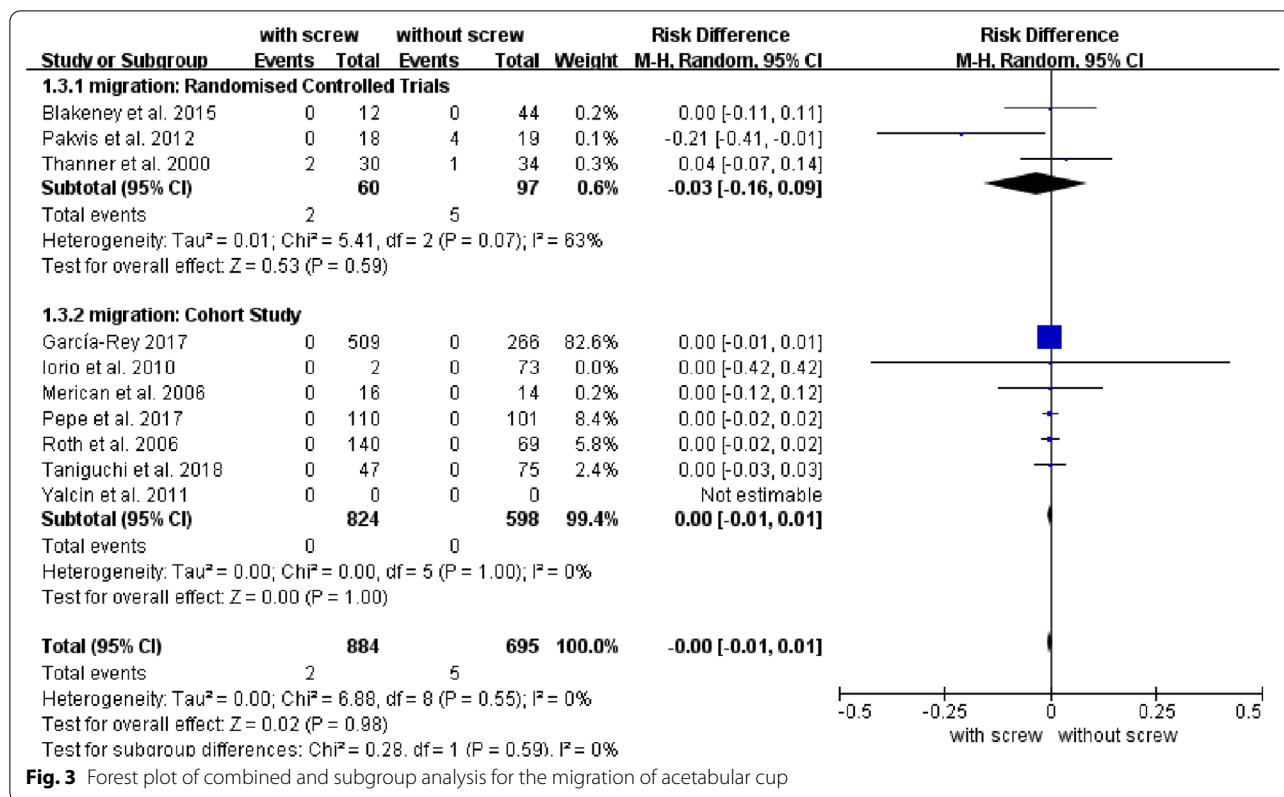 with screw without screw Risk Difference Risk Difference
Study or Subgroup Events Total Events Total Weight M-H, Random, 95% CI M-H, Random, 95% CI
1.3.1 migration: Randomised Controlled Trials
Blakeney et al. 2015 0 12 0 44 0.2% 0.00 [-0.11, 0.11]
Pakvis et al. 2012 0 18 4 19 0.1% -0.21 [-0.41, -0.01]
Thanner et al. 2000 2 30 1 34 0.3% 0.04 [-0.07, 0.14]
Subtotal (95% CI) 60 97 0.6% -0.03 [-0.16, 0.09]
Total events 2 5
Heterogeneity: Tau² = 0.01; Chi² = 5.41, df = 2 (P = 0.07); I² = 63%
Test for overall effect: Z = 0.53 (P = 0.59)
1.3.2 migration: Cohort Study
García-Rey 2017 0 509 0 266 82.6% 0.00 [-0.01, 0.01]
Iorio et al. 2010 0 2 0 73 0.0% 0.00 [-0.42, 0.42]
Merican et al. 2006 0 16 0 14 0.2% 0.00 [-0.12, 0.12]
Pepe et al. 2017 0 110 0 101 8.4% 0.00 [-0.02, 0.02]
Roth et al. 2006 0 140 0 69 5.8% 0.00 [-0.02, 0.02]
Taniguchi et al. 2018 0 47 0 75 2.4% 0.00 [-0.03, 0.03]
Yalcin et al. 2011 0 0 0 0 Not estimable
Subtotal (95% CI) 824 598 99.4% 0.00 [-0.01, 0.01]
Total events 0 0
Heterogeneity: Tau² = 0.00; Chi² = 0.00, df = 5 (P = 1.00); I² = 0%
Test for overall effect: Z = 0.00 (P = 1.00)
Total (95% CI) 884 695 100.0% -0.00 [-0.01, 0.01]
Total events 2 5
Heterogeneity: Tau² = 0.00; Chi² = 6.88, df = 8 (P = 0.55); I² = 0%
Test for overall effect: Z = 0.02 (P = 0.98)
Test for subgroup differences: Chi² = 0.28, df = 1 (P = 0.59), I² = 0%
-0.5 -0.25 0 0.25 0.5
with screw without screw
Fig. 3 Forest plot of combined and subgroup analysis for the migration of acetabular cup